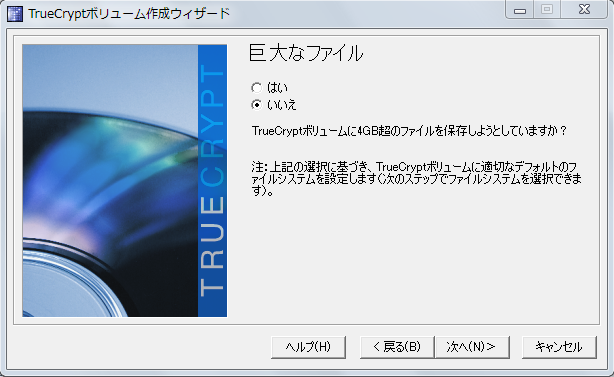 TrueCryptボリューム作成ウィザード
巨大なファイル
はい
いいえ
TrueCryptボリュームに4GB超のファイルを保存しようとしていますか?
注: 上記の選択に基づき、TrueCryptボリュームに適切なデフォルトのフ
ァイルシステムを設定します(次のステップでファイルシステムを選択できま
す)。
TRUECRYPT
ヘルプ(H)
< 戻る(B)
次へ(N) >
キャンセル